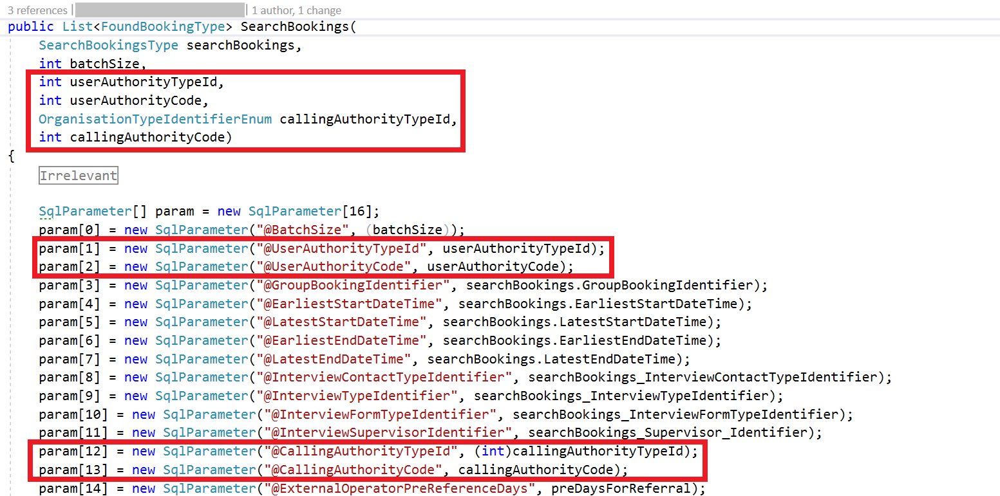 3 references | | 1 author, 1 change
public List<FoundBookingType> SearchBookings(
SearchBookingsType searchBookings,
int batchSize,
int userAuthorityTypeId,
int userAuthorityCode,
OrganisationTypeIdentifierEnum callingAuthorityTypeId,
int callingAuthorityCode)
{
Irrelevant
SqlParameter[] param = new SqlParameter[16];
param[0] = new SqlParameter("@BatchSize", (batchSize));
param[1] = new SqlParameter("@UserAuthorityTypeId", userAuthorityTypeId);
param[2] = new SqlParameter("@UserAuthorityCode", userAuthorityCode);
param[3] = new SqlParameter("@GroupBookingIdentifier", searchBookings.GroupBookingIdentifier);
param[4] = new SqlParameter("@EarliestStartDateTime", searchBookings.EarliestStartDateTime);
param[5] = new SqlParameter("@LatestStartDateTime", searchBookings.LatestStartDateTime);
param[6] = new SqlParameter("@EarliestEndDateTime", searchBookings.EarliestEndDateTime);
param[7] = new SqlParameter("@LatestEndDateTime", searchBookings.LatestEndDateTime);
param[8] = new SqlParameter("@InterviewContactTypeIdentifier", searchBookings_InterviewContactTypeIdentifier);
param[9] = new SqlParameter("@InterviewTypeIdentifier", searchBookings_InterviewTypeIdentifier);
param[10] = new SqlParameter("@InterviewFormTypeIdentifier", searchBookings_InterviewFormTypeIdentifier);
param[11] = new SqlParameter("@InterviewSupervisorIdentifier", searchBookings_Supervisor_Identifier);
param[12] = new SqlParameter("@CallingAuthorityTypeId", (int)callingAuthorityTypeId);
param[13] = new SqlParameter("@CallingAuthorityCode", callingAuthorityCode);
param[14] = new SqlParameter("@ExternalOperatorPreReferenceDays", preDaysForReferral);